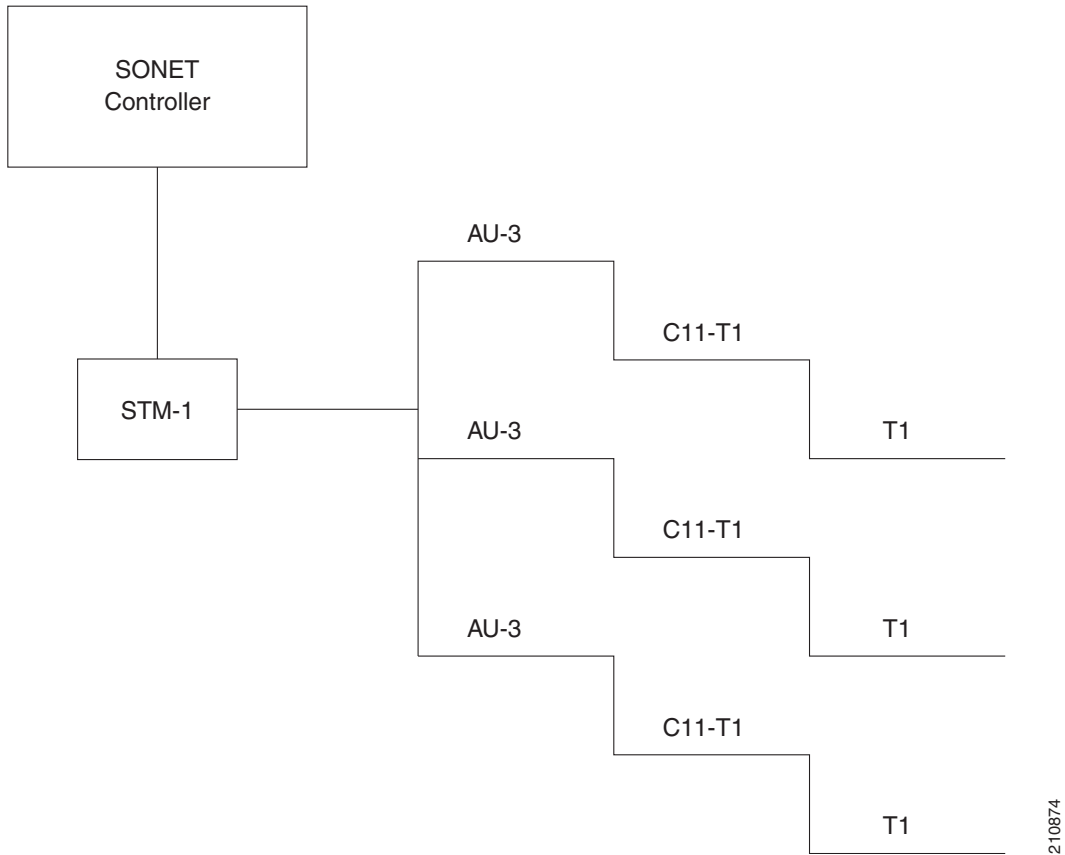 SONET
Controller
STM-1
AU-3
C11-T1
T1
AU-3
C11-T1
T1
AU-3
C11-T1
T1
210874